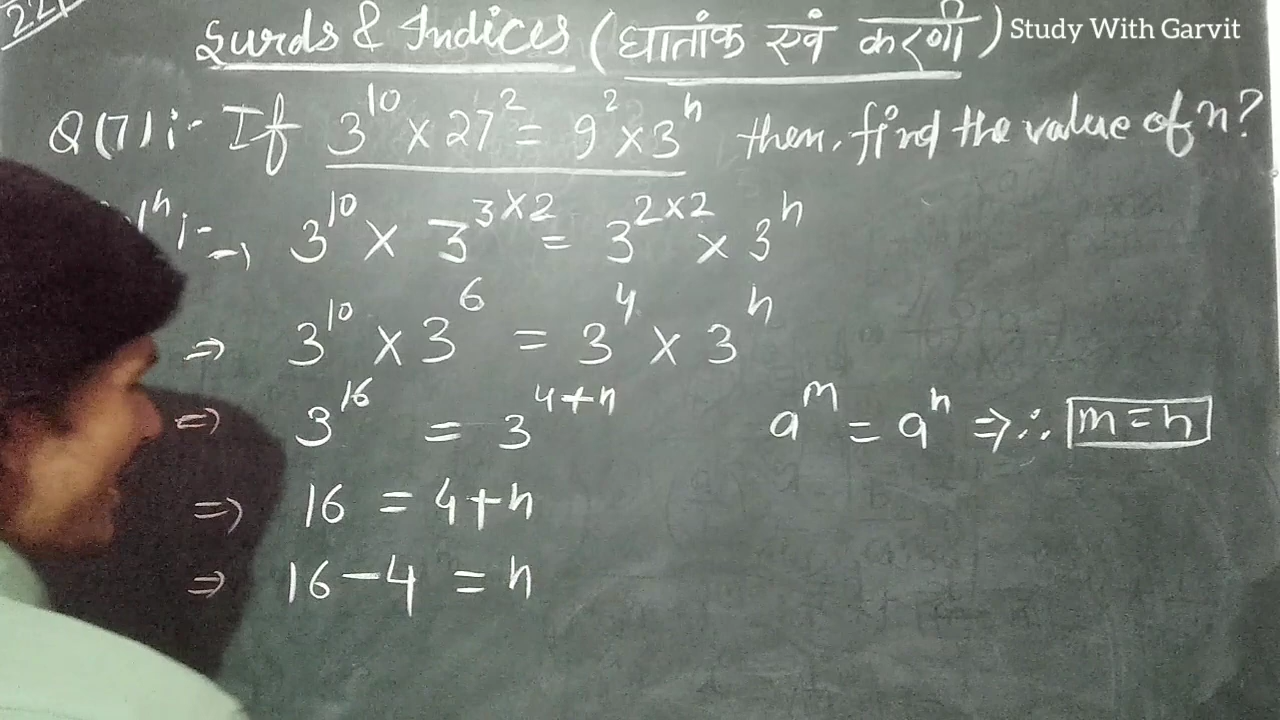 Surds & Indices (घातांक एवं करणी) Study With Garvit
Q(7):- If 3^10 × 27^2 = 9^2 × 3^n then, find the value of n?
:- ⇒ 3^10 × 3^3×2 = 3^2×2 × 3^n
⇒ 3^10 × 3^6 = 3^4 × 3^n
⇒ 3^16 = 3^4+n a^m = a^n ⇒ ∴ m = n
⇒ 16 = 4+n
⇒ 16-4 = n